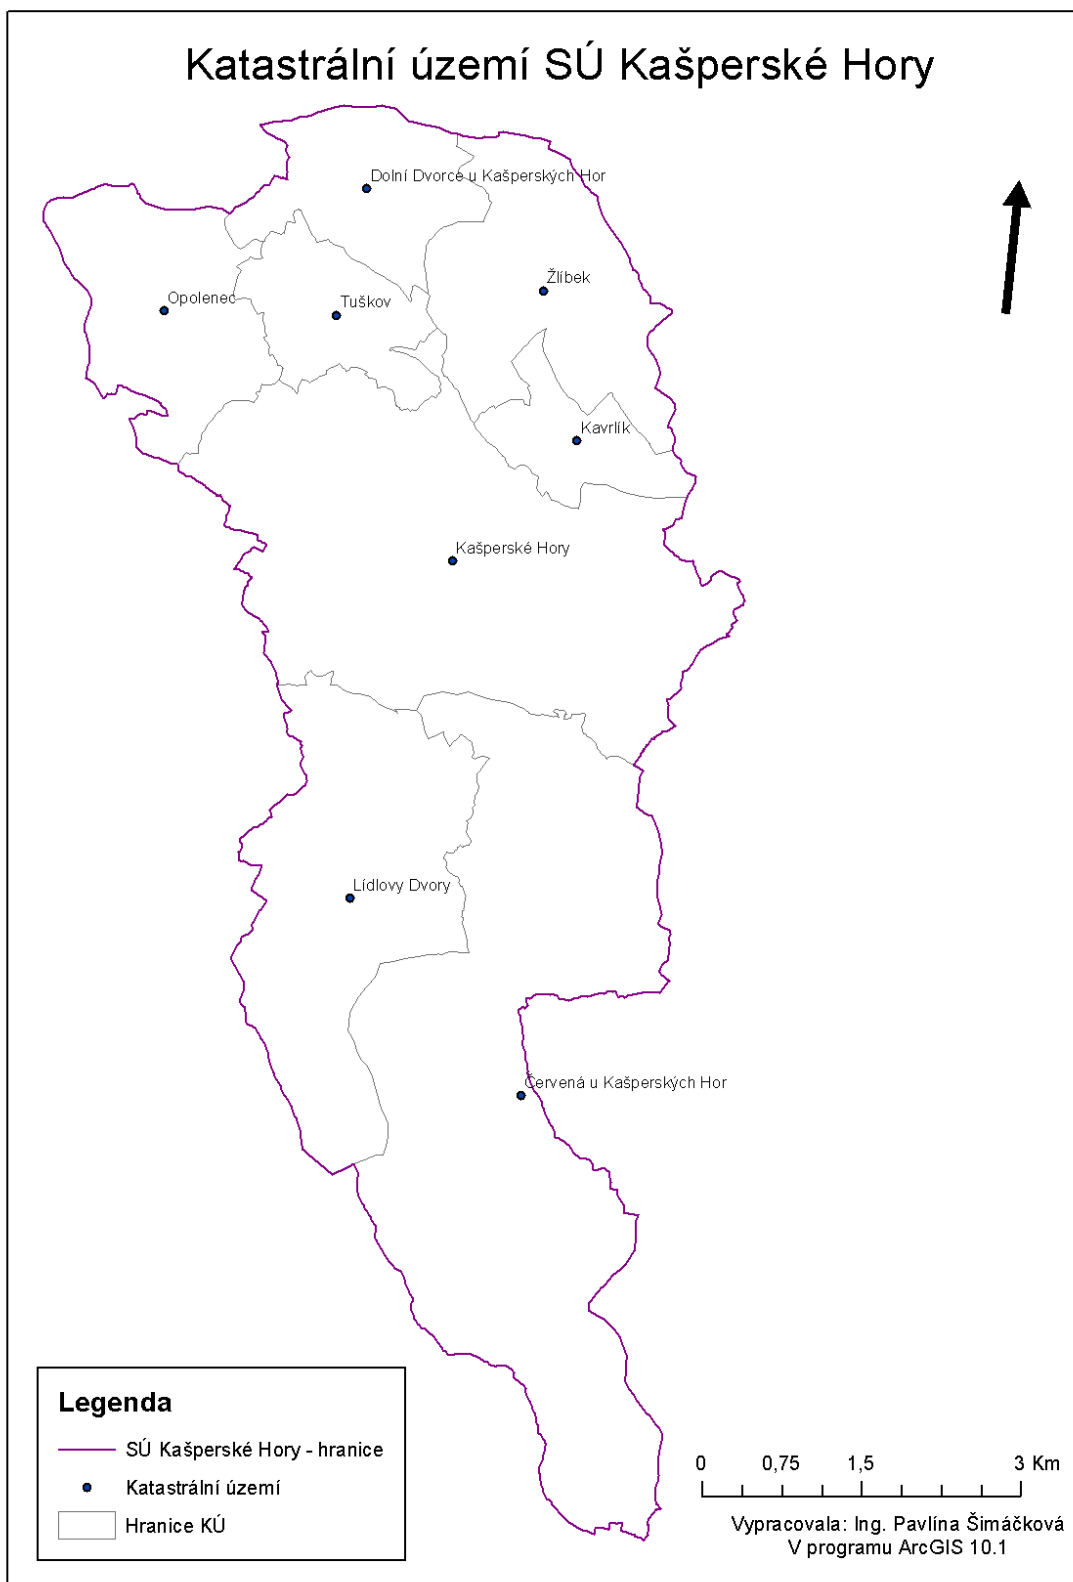 Katastrální území SÚ Kašperské Hory
Dolní Dvorce u Kašperských Hor
Žlíbek
Opolenec
Tuškov
Kavrlík
Kašperské Hory
Lídlovy Dvory
Červená u Kašperských Hor
Legenda
SÚ Kašperské Hory - hranice
Katastrální území
Hranice KÚ
0 0,75 1,5 3 Km
Vypracovala: Ing. Pavlína Šimáčková
V programu ArcGIS 10.1